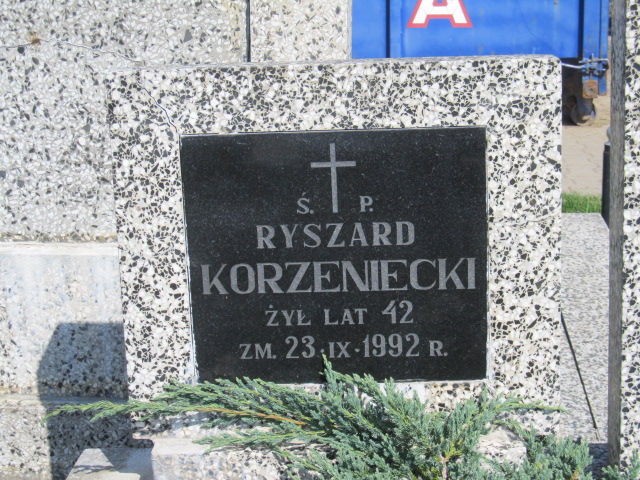 A
Ś. P.
RYSZARD
KORZENIECKI
ŻYŁ LAT 42
ZM. 23·IX·1992 R.